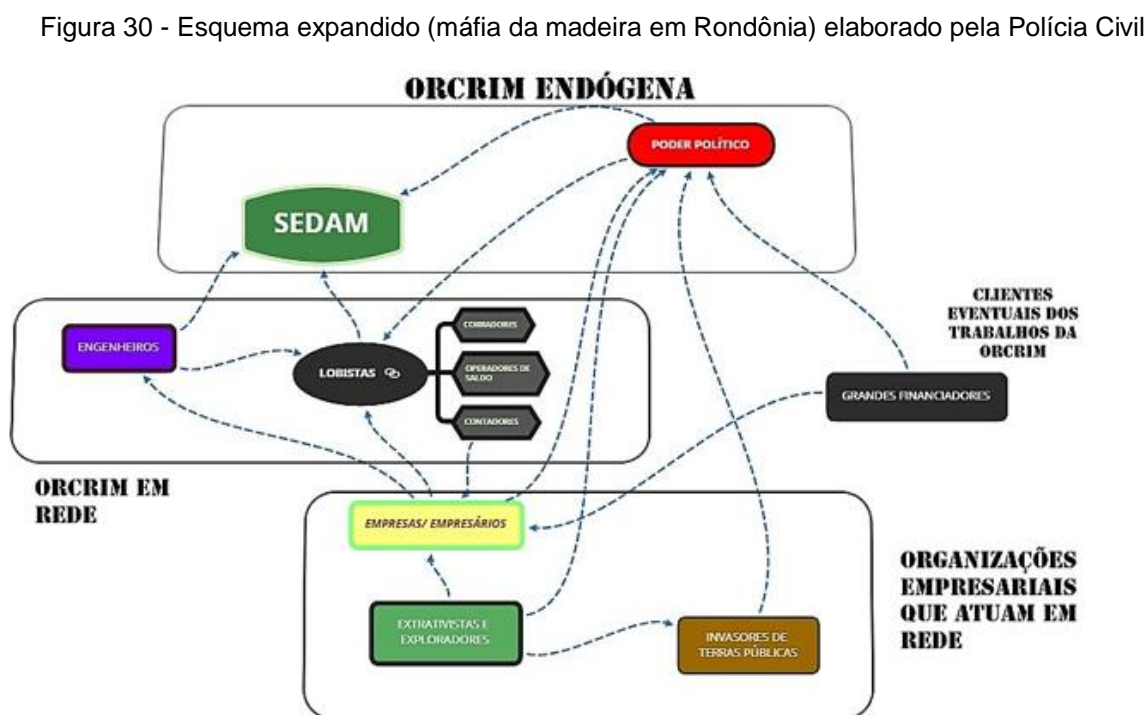 Figura 30 - Esquema expandido (máfia da madeira em Rondônia) elaborado pela Polícia Civil
ORCRIM ENDÓGENA
PODER POLÍTICO
SEDAM
CLIENTES
EVENTUAIS DOS
TRABALHOS DA
ORCRIM
ENGENHEIROS
LOBISTAS
COBRADORES
OPERADORES DE
SALDO
CONTADORES
GRANDES FINANCIADORES
ORCRIM EM
REDE
EMPRESAS/ EMPRESÁRIOS
ORGANIZAÇÕES
EMPRESARIAIS
QUE ATUAM EM
REDE
EXTRATIVISTAS E
EXPLORADORES
INVASORES DE
TERRAS PÚBLICAS